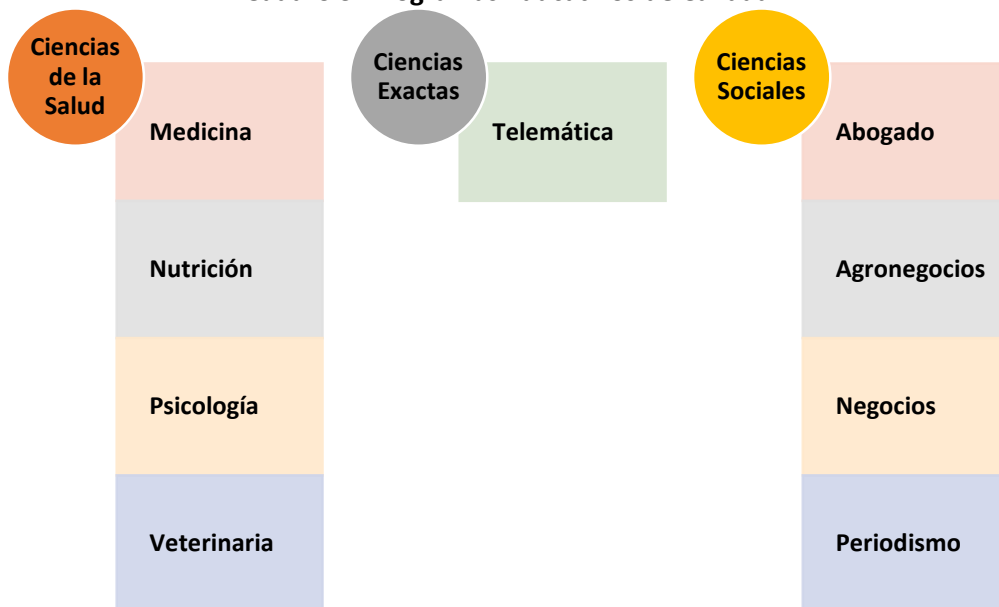 Ciencias
de la
Salud
Medicina
Nutrición
Psicología
Veterinaria
Ciencias
Exactas
Telemática
Ciencias
Sociales
Abogado
Agronegocios
Negocios
Periodismo